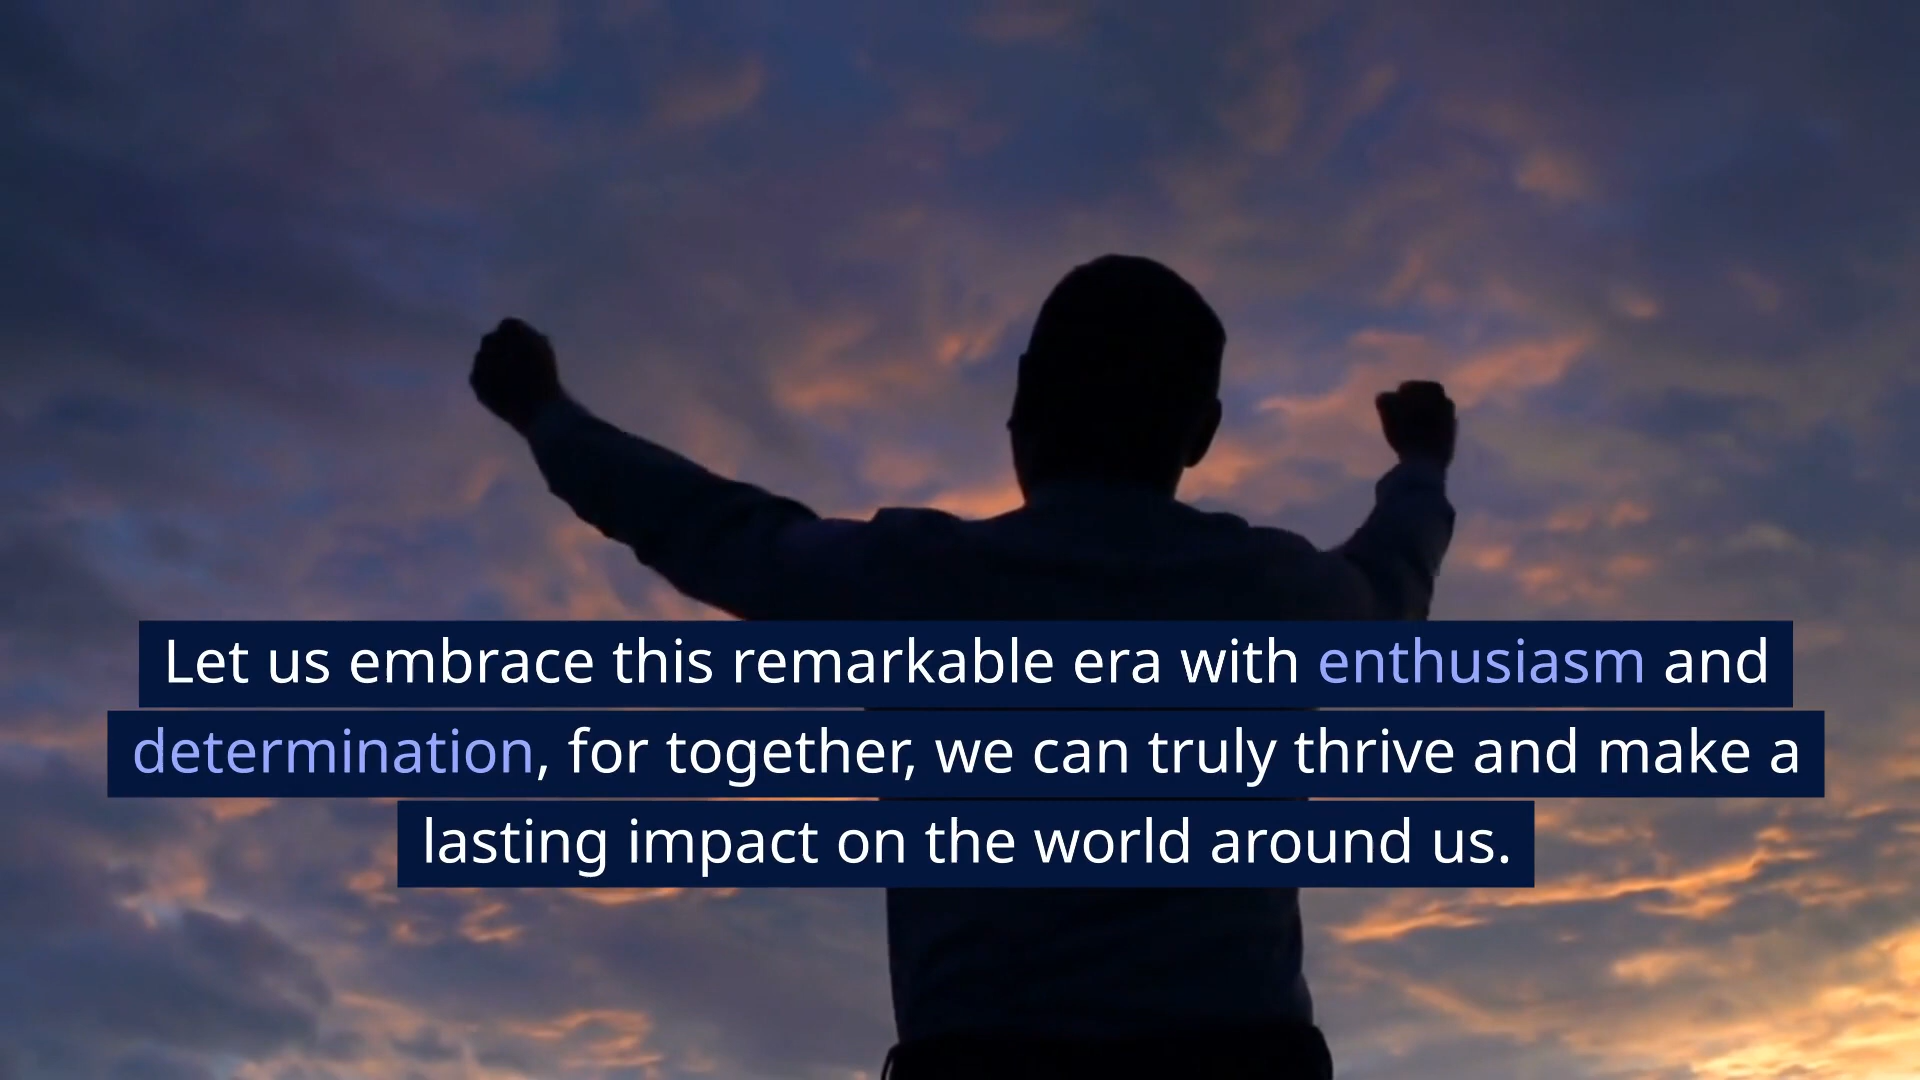 Let us embrace this remarkable era with enthusiasm and
determination, for together, we can truly thrive and make a
lasting impact on the world around us.